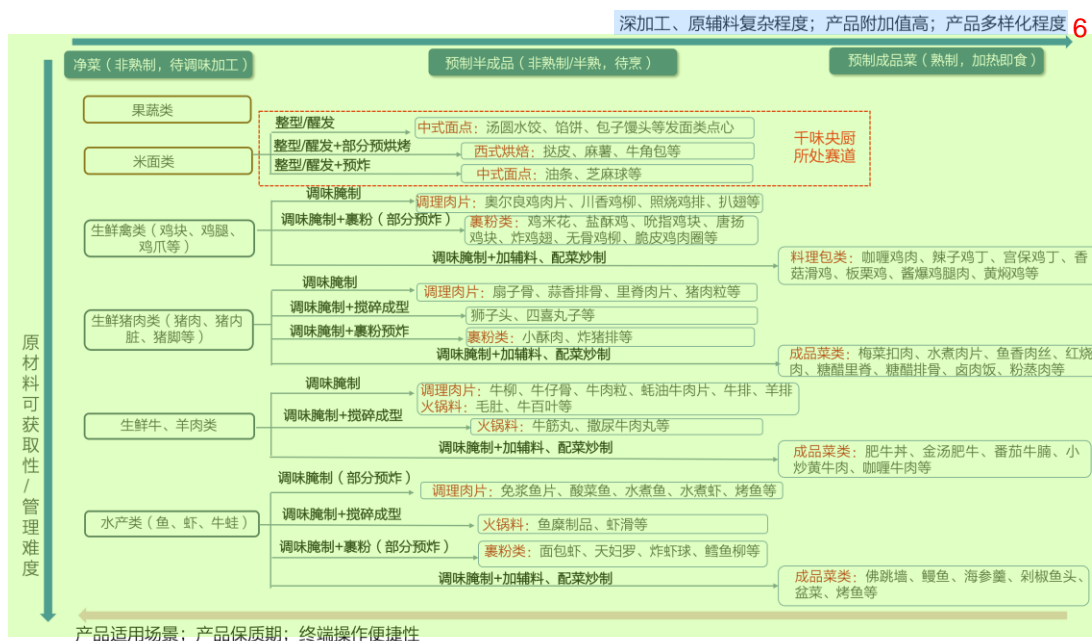 深加工、原辅料复杂程度；产品附加值高；产品多样化程度
6
净菜（非熟制，待调味加工）
预制半成品（非熟制/半熟，待烹）
预制成品菜（熟制，加热即食）
果蔬类
米面类
整型/醒发
中式面点：汤圆水饺、馅饼、包子馒头等发面类点心
整型/醒发+部分预烘烤
西式烘焙：挞皮、麻薯、牛角包等
整型/醒发+预炸
中式面点：油条、芝麻球等
千味央厨
所处赛道
生鲜禽类（鸡块、鸡腿、
鸡爪等）
调味腌制
调理肉片：奥尔良鸡肉片、川香鸡柳、照烧鸡排、扒翅等
调味腌制+裹粉（部分预炸）
裹粉类：鸡米花、盐酥鸡、吮指鸡块、唐扬
鸡块、炸鸡翅、无骨鸡柳、脆皮鸡肉圈等
调味腌制+加辅料、配菜炒制
料理包类：咖喱鸡肉、辣子鸡丁、宫保鸡丁、香
菇滑鸡、板栗鸡、酱爆鸡腿肉、黄焖鸡等
生鲜猪肉类（猪肉、猪内
脏、猪脚等）
调味腌制
调理肉片：扇子骨、蒜香排骨、里脊肉片、猪肉粒等
调味腌制+搅碎成型
狮子头、四喜丸子等
调味腌制+裹粉预炸
裹粉类：小酥肉、炸猪排等
调味腌制+加辅料、配菜炒制
成品菜类：梅菜扣肉、水煮肉片、鱼香肉丝、红烧
肉、糖醋里脊、糖醋排骨、卤肉饭、粉蒸肉等
生鲜牛、羊肉类
调味腌制
调理肉片：牛柳、牛仔骨、牛肉粒、蚝油牛肉片、牛排、羊排
火锅料：毛肚、牛百叶等
调味腌制+搅碎成型
火锅料：牛筋丸、撒尿牛肉丸等
调味腌制+加辅料、配菜炒制
成品菜类：肥牛丼、金汤肥牛、番茄牛腩、小
炒黄牛肉、咖喱牛肉等
水产类（鱼、虾、牛蛙）
调味腌制（部分预炸）
调理肉片：免浆鱼片、酸菜鱼、水煮鱼、水煮虾、烤鱼等
调味腌制+搅碎成型
火锅料：鱼糜制品、虾滑等
调味腌制+裹粉（部分预炸）
裹粉类：面包虾、天妇罗、炸虾球、鳕鱼柳等
调味腌制+加辅料、配菜炒制
成品菜类：佛跳墙、鳗鱼、海参羹、剁椒鱼头、
盆菜、烤鱼等
原材料可获取性/管理难度
产品适用场景；产品保质期；终端操作便捷性